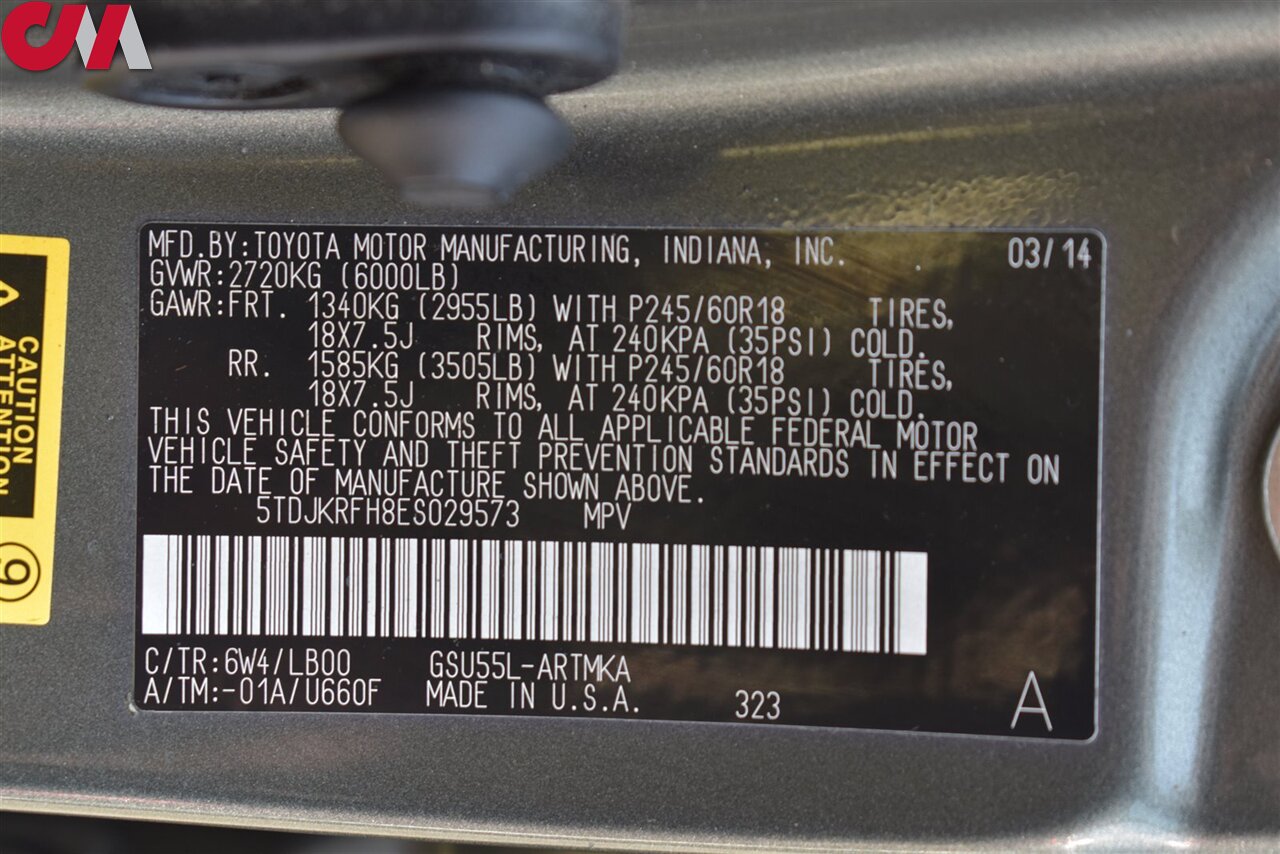 CM
MFD.BY:TOYOTA MOTOR MANUFACTURING, INDIANA, INC. 03/14
GVWR:2720KG (6000LB)
GAWR:FRT. 1340KG (2955LB) WITH P245/60R18 TIRES,
18X7.5J RIMS, AT 240KPA (35PSI) COLD.
RR. 1585KG (3505LB) WITH P245/60R18 TIRES,
18X7.5J RIMS, AT 240KPA (35PSI) COLD.
THIS VEHICLE CONFORMS TO ALL APPLICABLE FEDERAL MOTOR
VEHICLE SAFETY AND THEFT PREVENTION STANDARDS IN EFFECT ON
THE DATE OF MANUFACTURE SHOWN ABOVE.
5TDJKRFH8ES029573 MPV
C/TR:6W4/LB00 GSU55L-ARTMKA
A/TM:-01A/U660F MADE IN U.S.A. 323 A
CAUTION
ATTENTION
9